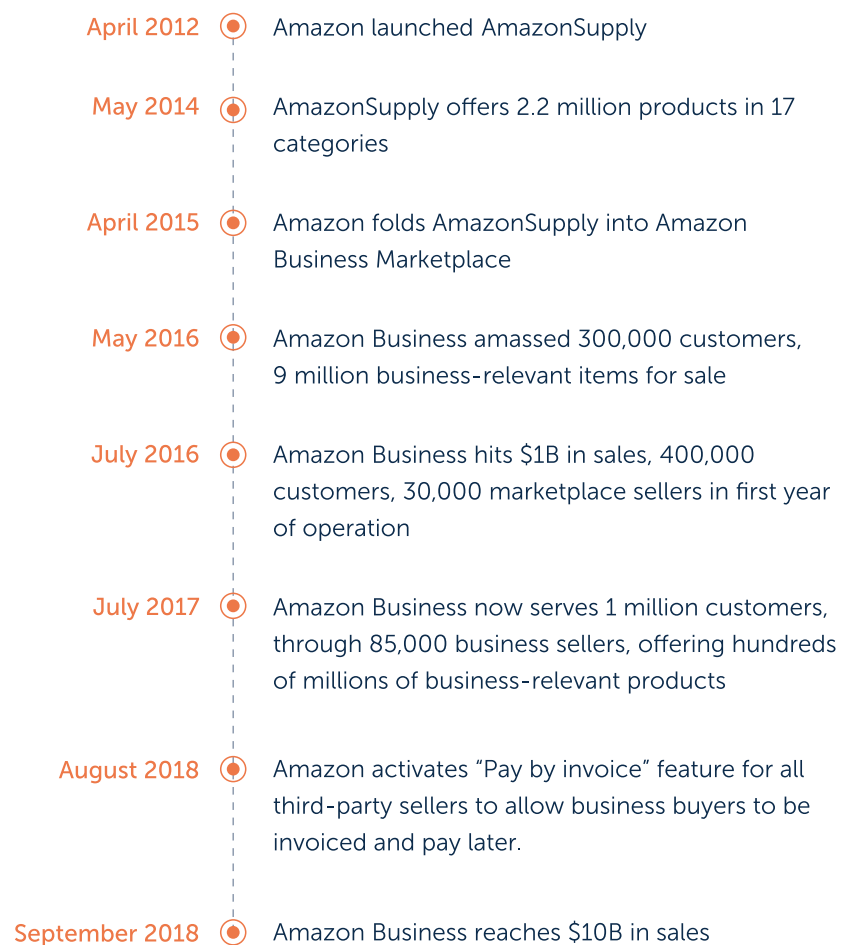 April 2012 Amazon launched AmazonSupply
May 2014 AmazonSupply offers 2.2 million products in 17
categories
April 2015 Amazon folds AmazonSupply into Amazon
Business Marketplace
May 2016 Amazon Business amassed 300,000 customers,
9 million business-relevant items for sale
July 2016 Amazon Business hits $1B in sales, 400,000
customers, 30,000 marketplace sellers in first year
of operation
July 2017 Amazon Business now serves 1 million customers,
through 85,000 business sellers, offering hundreds
of millions of business-relevant products
August 2018 Amazon activates “Pay by invoice” feature for all
third-party sellers to allow business buyers to be
invoiced and pay later.
September 2018 Amazon Business reaches $10B in sales